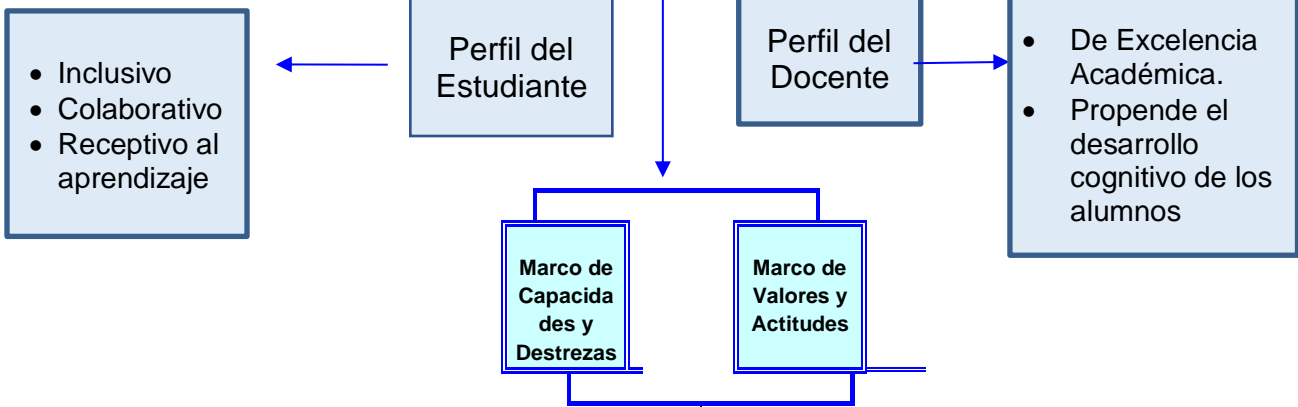 • Inclusivo
• Colaborativo
• Receptivo al
aprendizaje
Perfil del
Estudiante
Perfil del
Docente
• De Excelencia
Académica.
• Propende el
desarrollo
cognitivo de los
alumnos
Marco de
Capacida
des y
Destrezas
Marco de
Valores y
Actitudes